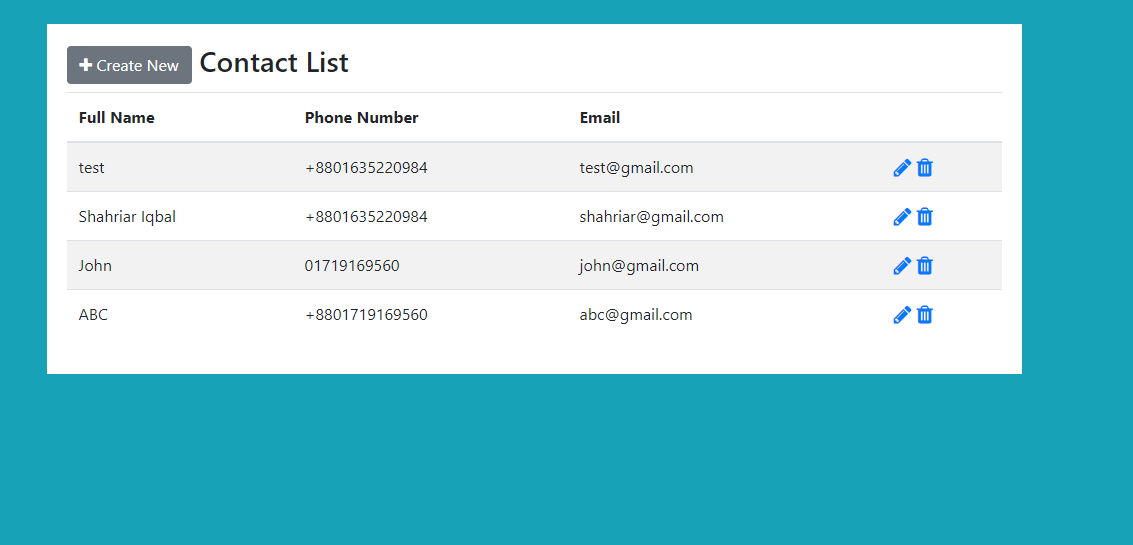 Create New Contact List
Full Name Phone Number Email
test +8801635220984 test@gmail.com
Shahriar Iqbal +8801635220984 shahriar@gmail.com
John 01719169560 john@gmail.com
ABC +8801719169560 abc@gmail.com